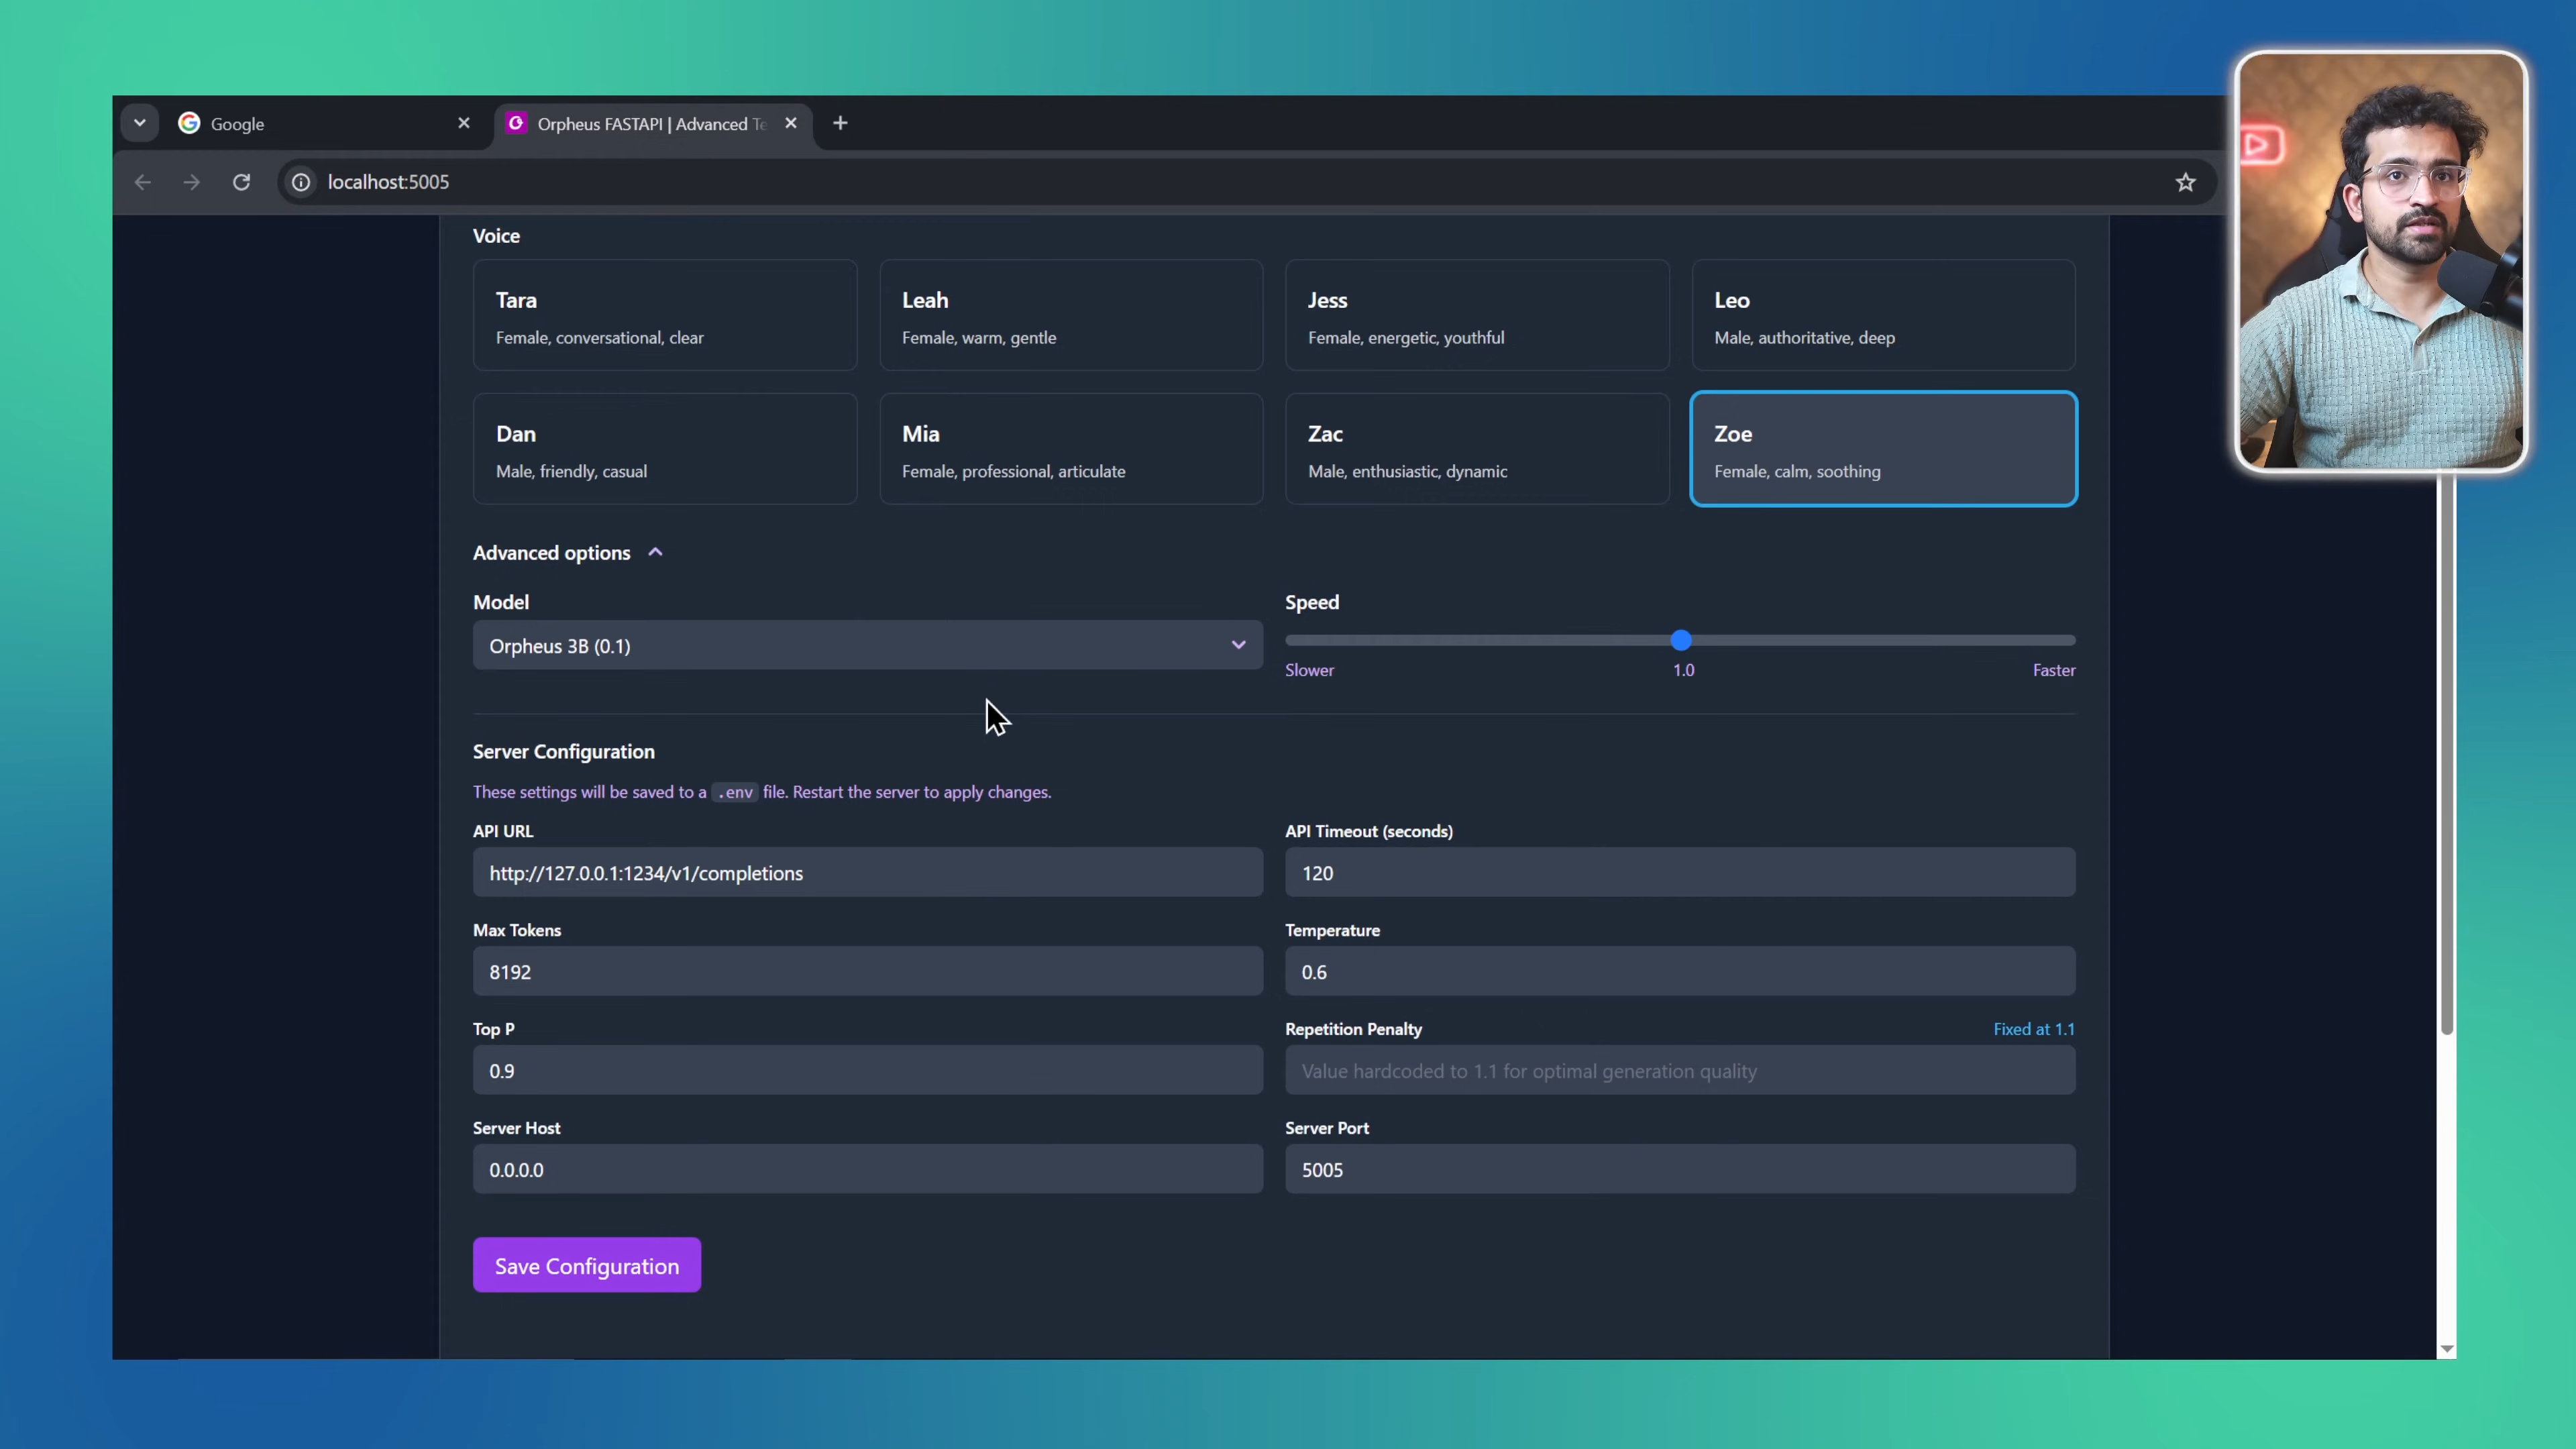 Google
Orpheus FASTAPI | Advanced Te
localhost:5005
Voice
Tara
Female, conversational, clear
Leah
Female, warm, gentle
Jess
Female, energetic, youthful
Leo
Male, authoritative, deep
Dan
Male, friendly, casual
Mia
Female, professional, articulate
Zac
Male, enthusiastic, dynamic
Zoe
Female, calm, soothing
Advanced options
Model
Orpheus 3B (0.1)
Speed
Slower
1.0
Faster
Server Configuration
These settings will be saved to a .env file. Restart the server to apply changes.
API URL
http://127.0.0.1:1234/v1/completions
API Timeout (seconds)
120
Max Tokens
8192
Temperature
0.6
Top P
0.9
Repetition Penalty
Fixed at 1.1
Value hardcoded to 1.1 for optimal generation quality
Server Host
0.0.0.0
Server Port
5005
Save Configuration